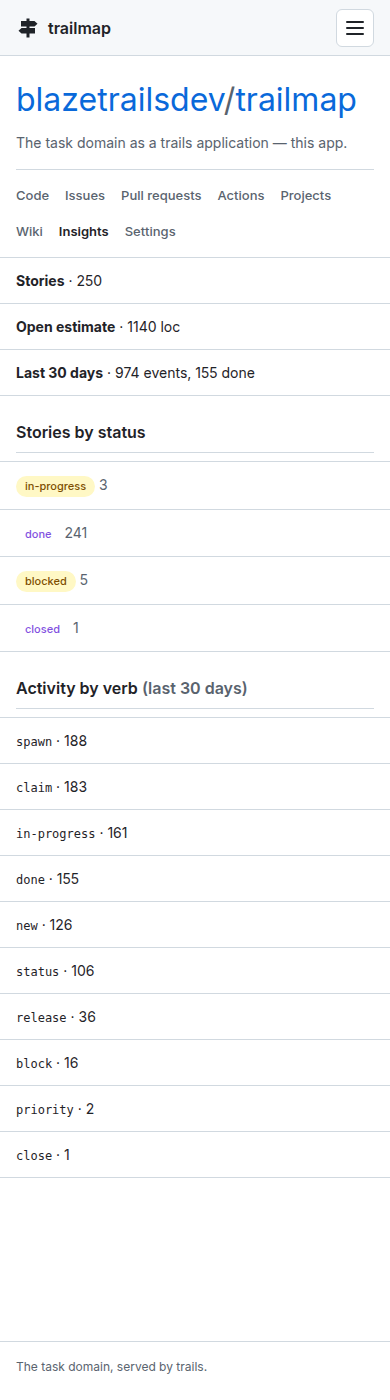 trailmap
blazetrailsdev/trailmap
The task domain as a trails application — this app.
Code Issues Pull requests Actions Projects
Wiki Insights Settings
Stories · 250
Open estimate · 1140 loc
Last 30 days · 974 events, 155 done
Stories by status
in-progress 3
done 241
blocked 5
closed 1
Activity by verb (last 30 days)
spawn · 188
claim · 183
in-progress · 161
done · 155
new · 126
status · 106
release · 36
block · 16
priority · 2
close · 1
The task domain, served by trails.